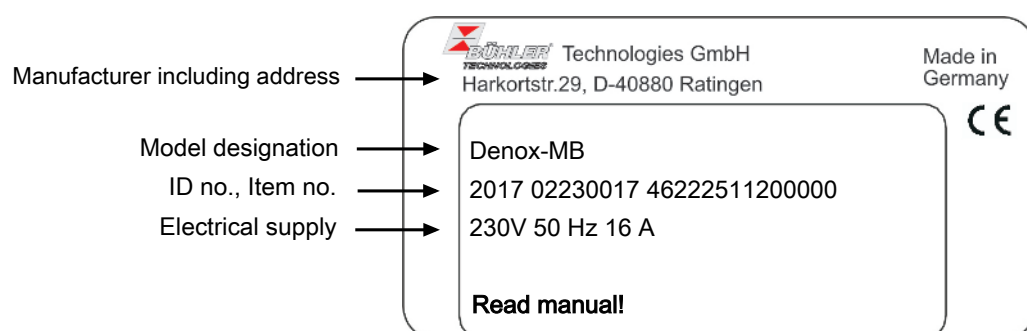 BÜHLER Technologies GmbH
TECHNOLOGIES
Made in
Germany
Manufacturer including address
Harkortstr.29, D-40880 Ratingen
CE
Model designation
Denox-MB
ID no., Item no.
2017 02230017 46222511200000
Electrical supply
230V 50 Hz 16 A
Read manual!